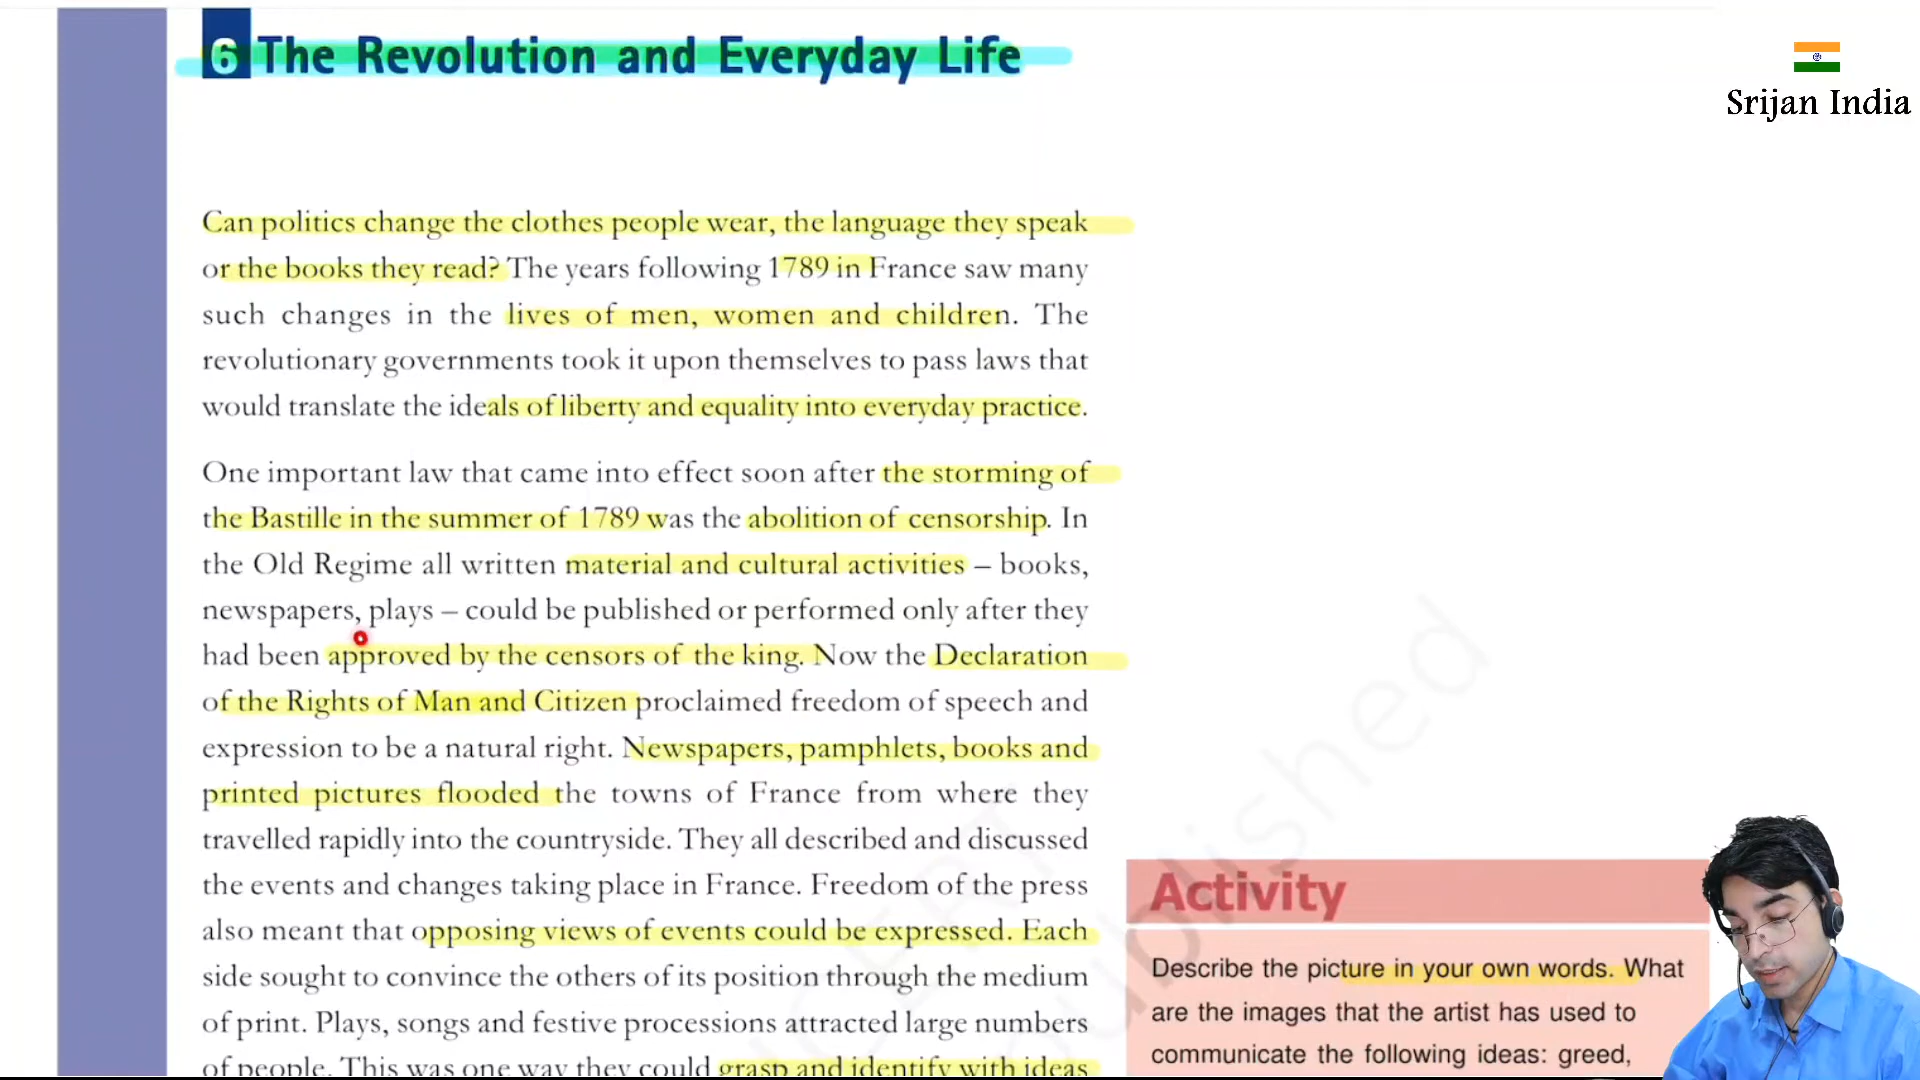 6 The Revolution and Everyday Life
Srijan India
Can politics change the clothes people wear, the language they speak
or the books they read? The years following 1789 in France saw many
such changes in the lives of men, women and children. The
revolutionary governments took it upon themselves to pass laws that
would translate the ideals of liberty and equality into everyday practice.
One important law that came into effect soon after the storming of
the Bastille in the summer of 1789 was the abolition of censorship. In
the Old Regime all written material and cultural activities – books,
newspapers, plays – could be published or performed only after they
had been approved by the censors of the king. Now the Declaration
of the Rights of Man and Citizen proclaimed freedom of speech and
expression to be a natural right. Newspapers, pamphlets, books and
printed pictures flooded the towns of France from where they
travelled rapidly into the countryside. They all described and discussed
the events and changes taking place in France. Freedom of the press
also meant that opposing views of events could be expressed. Each
side sought to convince the others of its position through the medium
of print. Plays, songs and festive processions attracted large numbers
of people. This was one way they could grasp and identify with ideas
Activity
Describe the picture in your own words. What
are the images that the artist has used to
communicate the following ideas: greed,
NCERT
published